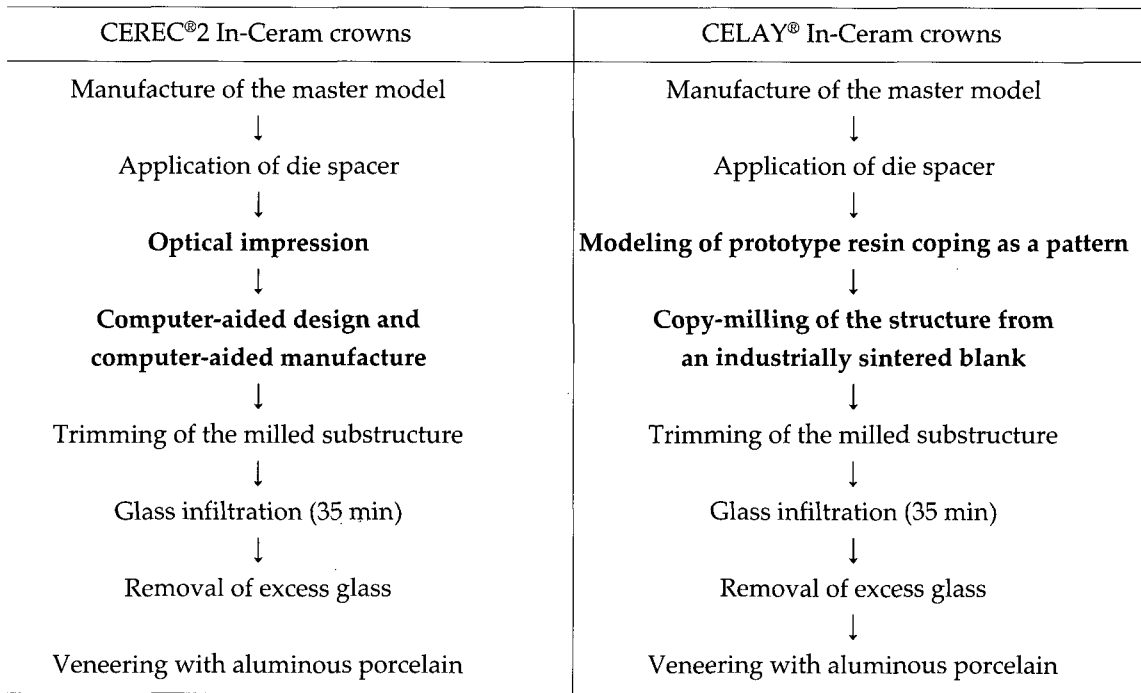 CEREC®2 In-Ceram crowns
Manufacture of the master model
↓
Application of die spacer
↓
Optical impression
↓
Computer-aided design and
computer-aided manufacture
↓
Trimming of the milled substructure
↓
Glass infiltration (35 min)
↓
Removal of excess glass
Veneering with aluminous porcelain
CELAY® In-Ceram crowns
Manufacture of the master model
↓
Application of die spacer
↓
Modeling of prototype resin coping as a pattern
↓
Copy-milling of the structure from
an industrially sintered blank
↓
Trimming of the milled substructure
↓
Glass infiltration (35 min)
↓
Removal of excess glass
↓
Veneering with aluminous porcelain